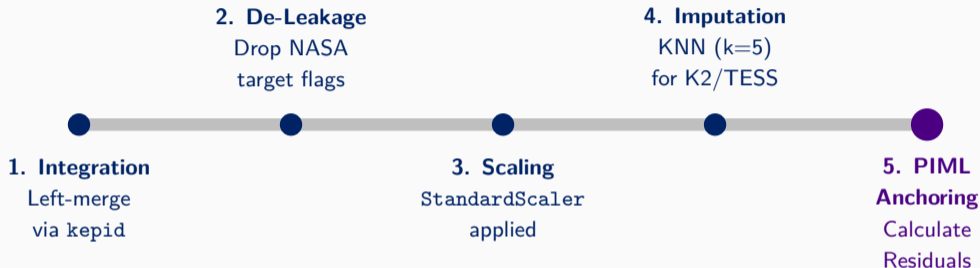 1. Integration
Left-merge
via kepid
2. De-Leakage
Drop NASA
target flags
3. Scaling
StandardScaler
applied
4. Imputation
KNN (k=5)
for K2/TESS
5. PIML
Anchoring
Calculate
Residuals